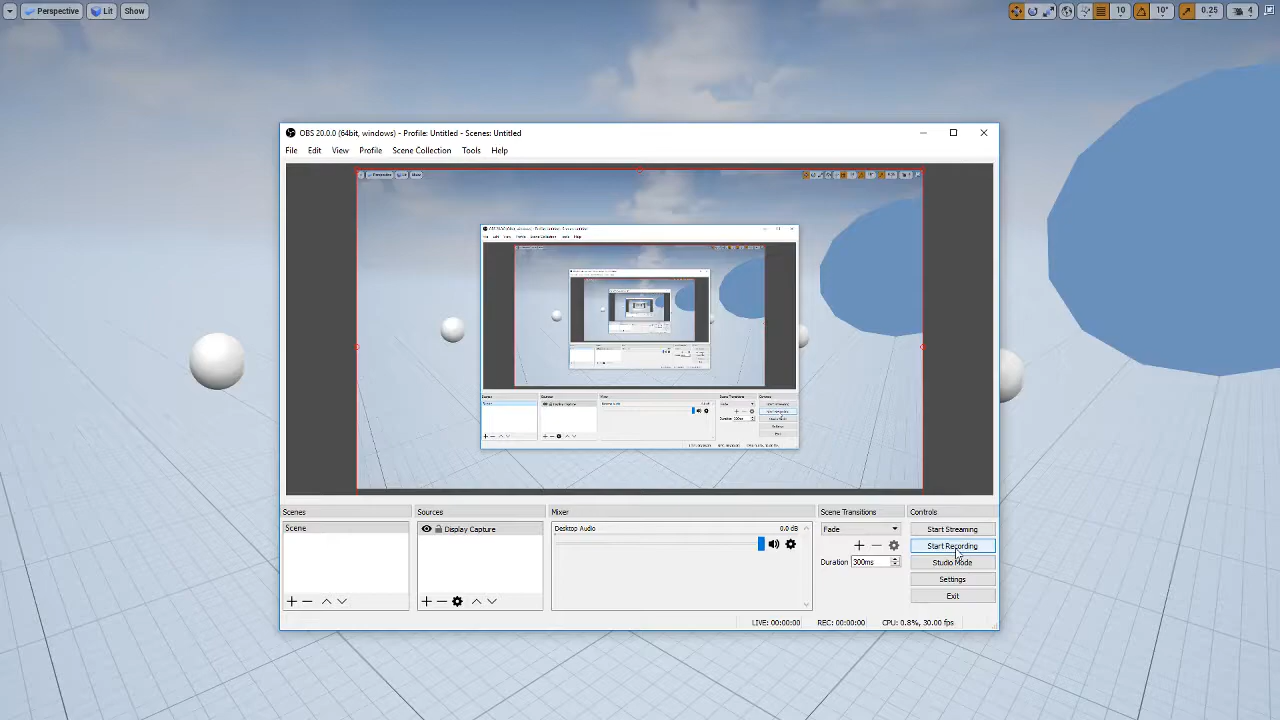 Perspective Lit Show 10 10° 0.25 4
OBS 20.0.0 (64bit, windows) - Profile: Untitled - Scenes: Untitled
File Edit View Profile Scene Collection Tools Help
Scenes Sources Mixer Scene Transitions Controls
Scene Display Capture Desktop Audio 0.0 dB Fade Start Streaming
Start Recording
Duration 300ms Studio Mode
Settings
Exit
LIVE: 00:00:00 REC: 00:00:00 CPU: 0.8%, 30.00 fps